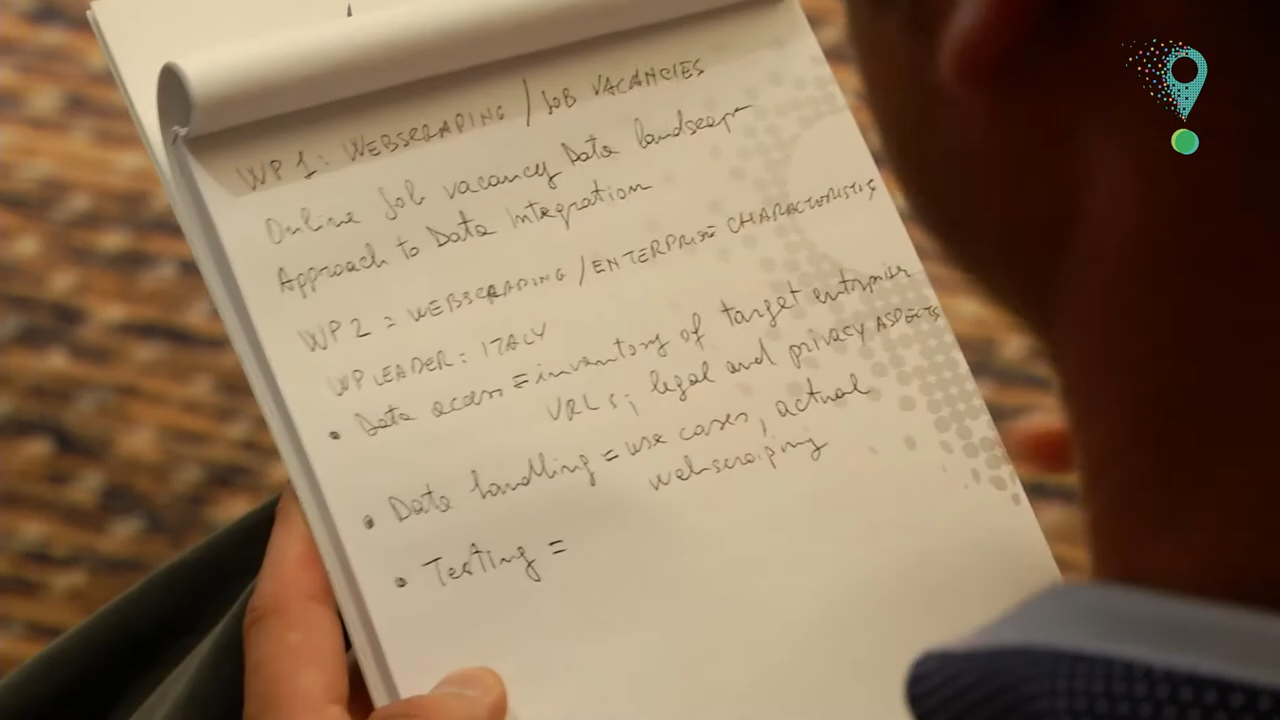 WP 1: WEBSCRAPING / JOB VACANCIES
Online Job vacancy Data landscape
Approach to Data Integration
WP 2 = WEBSCRAPING / ENTERPRISE CHARACTERISTICS
WP LEADER: ITALY
• Data access = inventory of target enterprise
URLs; legal and privacy ASPECTS
• Data handling = use cases, actual
webscraiping
• Testing =